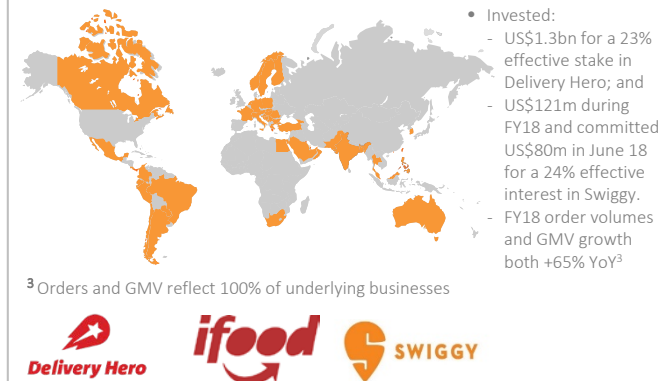 • Invested:
- US$1.3bn for a 23%
effective stake in
Delivery Hero; and
- US$121m during
FY18 and committed
US$80m in June 18
for a 24% effective
interest in Swiggy.
- FY18 order volumes
and GMV growth
both +65% YoY³
³ Orders and GMV reflect 100% of underlying businesses
Delivery Hero
ifood
SWIGGY